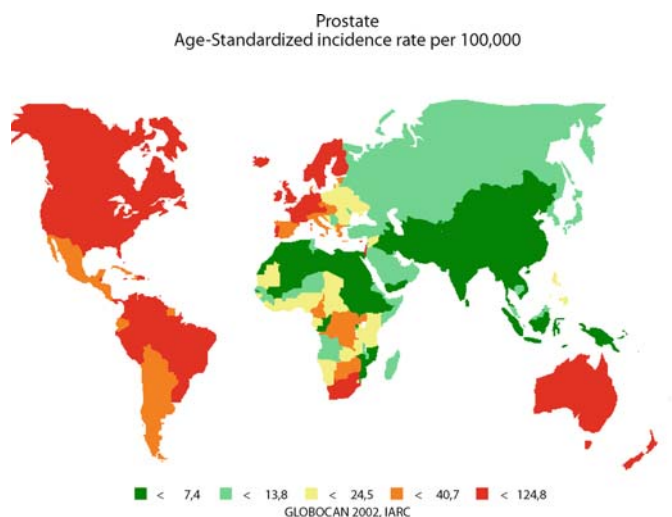 Prostate
Age-Standardized incidence rate per 100,000
< 7,4 < 13,8 < 24,5 < 40,7 < 124,8
GLOBOCAN 2002, IARC